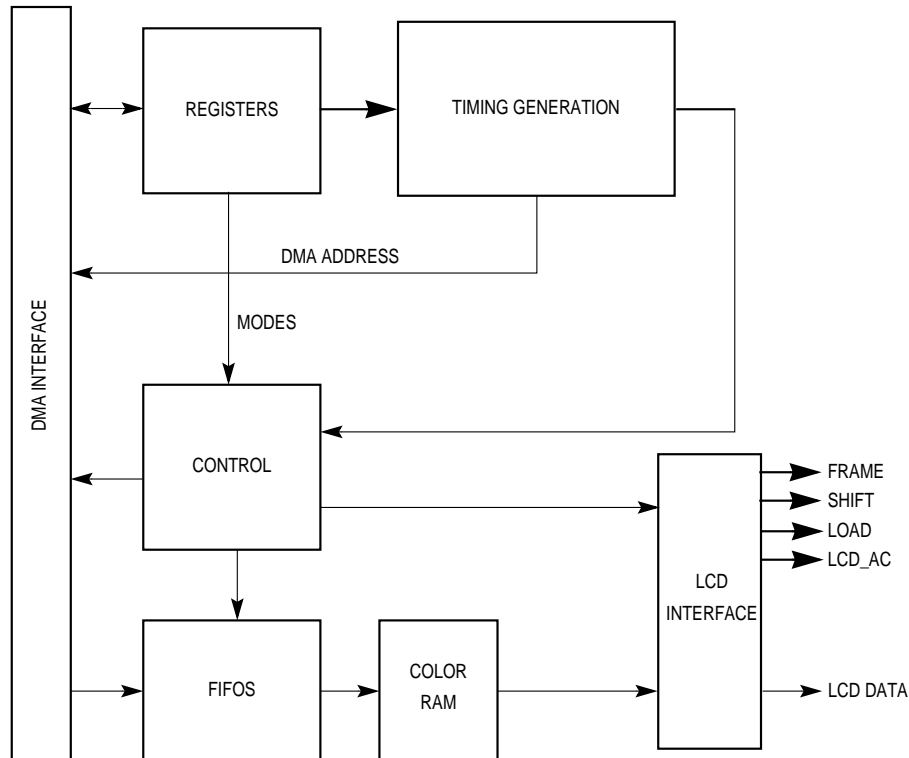 REGISTERS
TIMING GENERATION
DMA ADDRESS
MODES
DMA INTERFACE
CONTROL
FRAME
SHIFT
LOAD
LCD_AC
LCD
INTERFACE
FIFOS
COLOR
RAM
LCD DATA